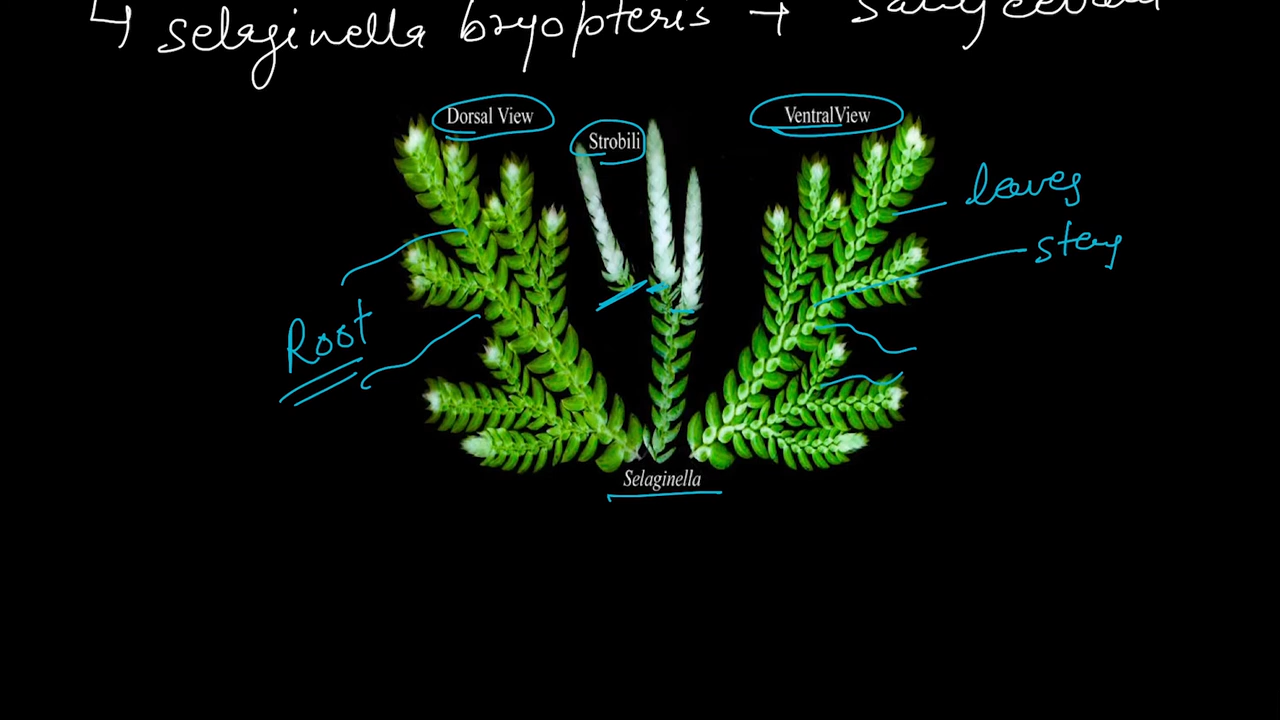 ↳ selaginella bryopteris →
Dorsal View
VentralView
Strobili
leaves
stem
Root
Selaginella